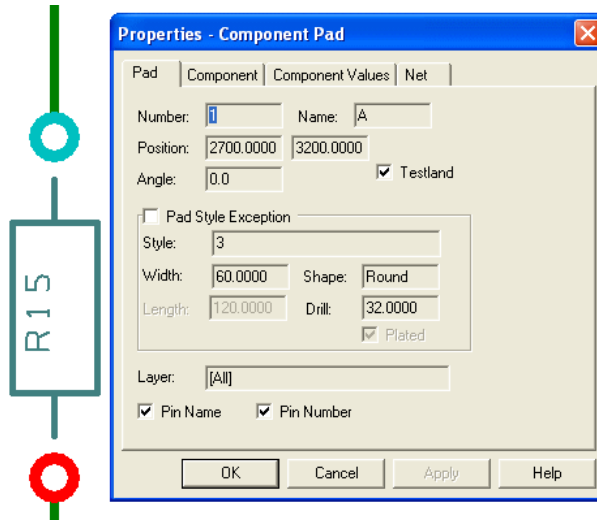 R15
Properties - Component Pad
Pad Component Component Values Net
Number: 1 Name: A
Position: 2700.0000 3200.0000
Angle: 0.0 Testland
Pad Style Exception
Style: 3
Width: 60.0000 Shape: Round
Length: 120.0000 Drill: 32.0000
Plated
Layer: [All]
Pin Name Pin Number
OK Cancel Apply Help